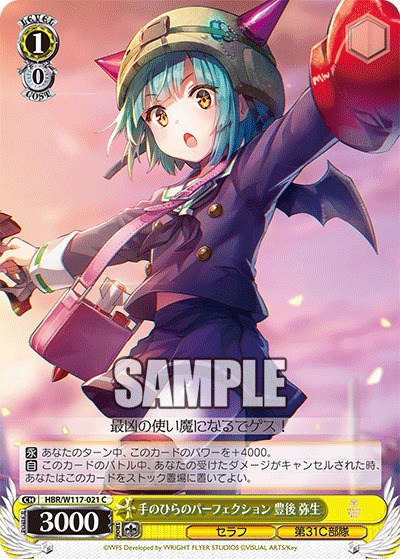 LEVEL
1
0
COST
SAMPLE
最凶の使い魔になるでゲス！
永 あなたのターン中、このカードのパワーを+4000。
自 このカードのバトル中、あなたの受けたダメージがキャンセルされた時、
あなたはこのカードをストック置場に置いてよい。
CH HBR/W117-021 C
3000
手のひらのパーフェクション 豊後 弥生
セラフ
第31C部隊
©WFS Developed by WRIGHT FLYER STUDIOS ©VISUAL ARTS/Key